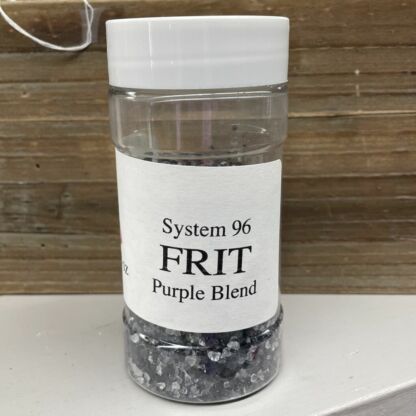 System 96
FRIT
Purple Blend